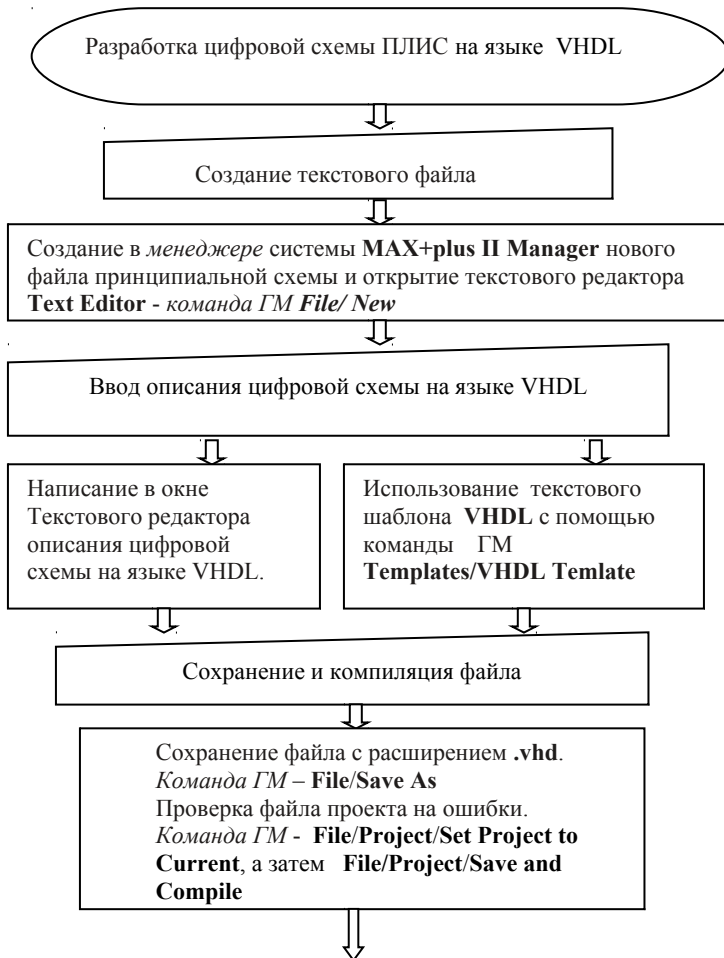 Разработка цифровой схемы ПЛИС на языке VHDL
Создание текстового файла
Создание в менеджере системы MAX+plus II Manager нового
файла принципиальной схемы и открытие текстового редактора
Text Editor - команда ГМ File/ New
Ввод описания цифровой схемы на языке VHDL
Написание в окне
Текстового редактора
описания цифровой
схемы на языке VHDL.
Использование текстового
шаблона VHDL с помощью
команды ГМ
Templates/VHDL Temlate
Сохранение и компиляция файла
Сохранение файла с расширением .vhd.
Команда ГМ – File/Save As
Проверка файла проекта на ошибки.
Команда ГМ - File/Project/Set Project to
Current, а затем File/Project/Save and
Compile